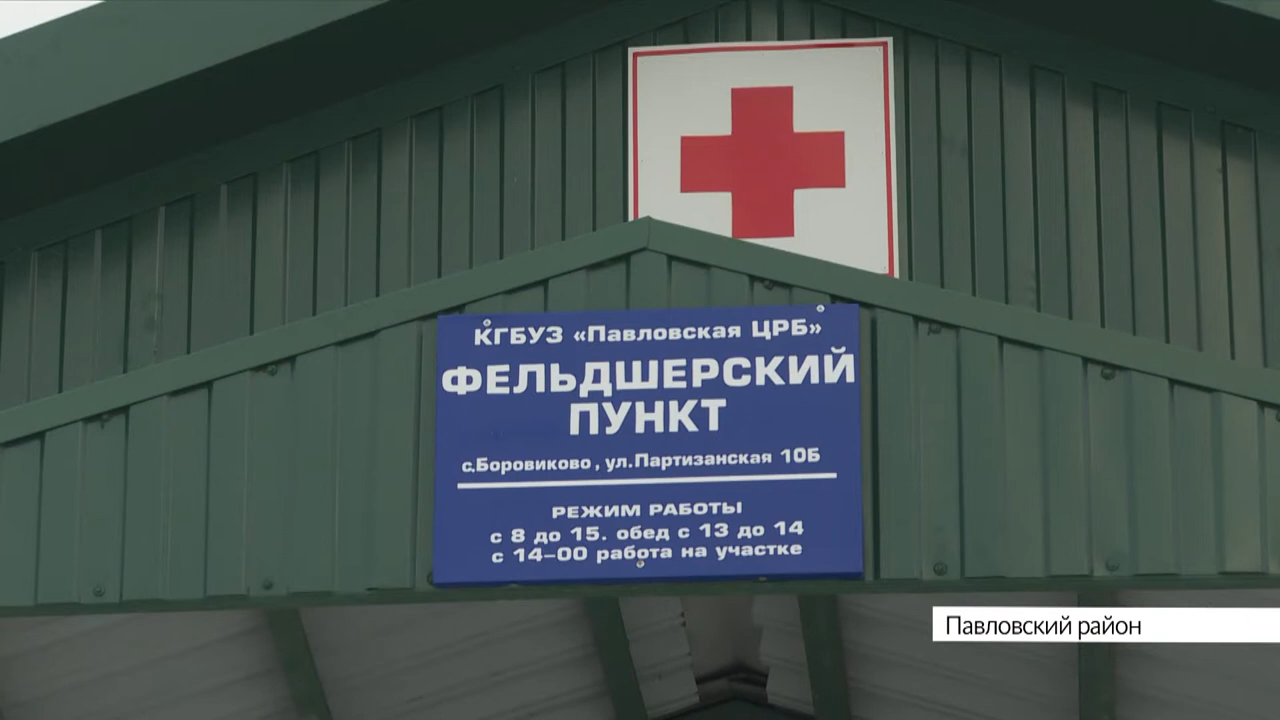 КГБУЗ «Павловская ЦРБ»
ФЕЛЬДШЕРСКИЙ
ПУНКТ
с.Боровиково, ул.Партизанская 10Б
РЕЖИМ РАБОТЫ
с 8 до 15. обед с 13 до 14
с 14-00 работа на участке
Павловский район